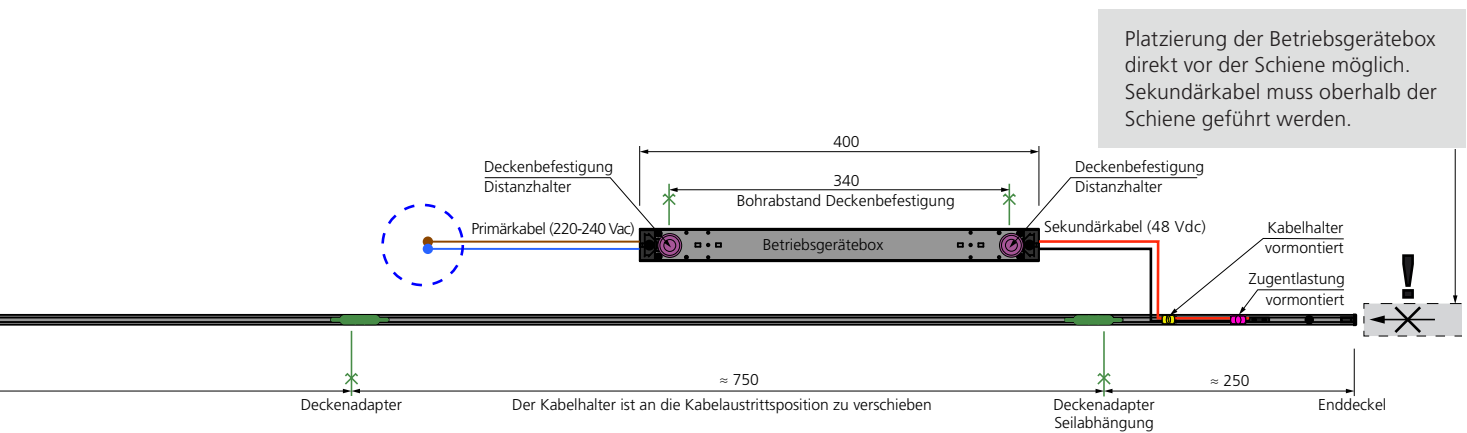 Platzierung der Betriebsgerätebox
direkt vor der Schiene möglich.
Sekundärkabel muss oberhalb der
Schiene geführt werden.
400
Deckenbefestigung
Distanzhalter
340
Bohrabstand Deckenbefestigung
Deckenbefestigung
Distanzhalter
Primärkabel (220-240 Vac)
Betriebsgerätebox
Sekundärkabel (48 Vdc)
Kabelhalter
vormontiert
Zugentlastung
vormontiert
!
≈ 750
≈ 250
Deckenadapter
Der Kabelhalter ist an die Kabelaustrittsposition zu verschieben
Deckenadapter
Seilabhängung
Enddeckel